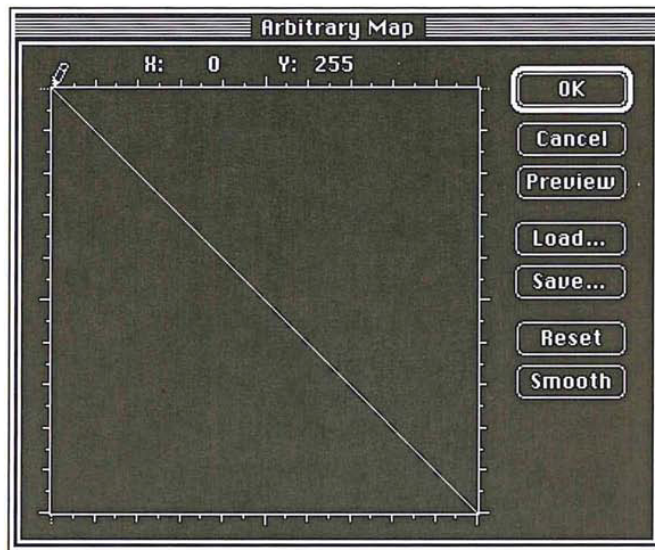 Arbitrary Map
X: 0 Y: 255
OK
Cancel
Preview
Load...
Save...
Reset
Smooth